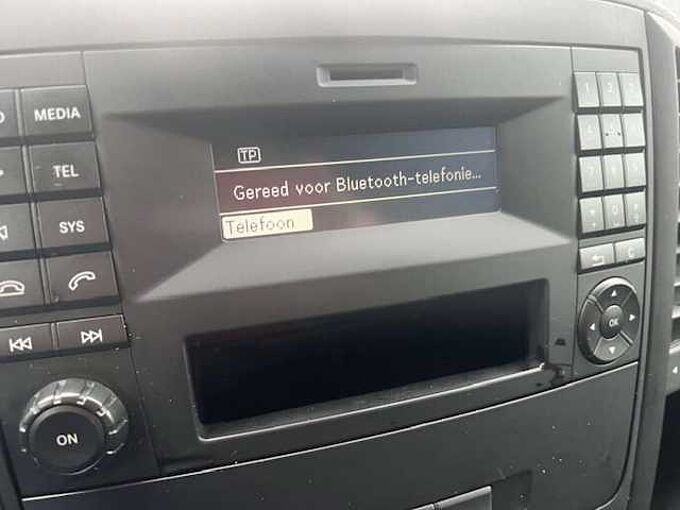 MEDIA
TP
TEL
Gereed voor Bluetooth-telefonie...
SYS
Telefoon
C
OK
ON